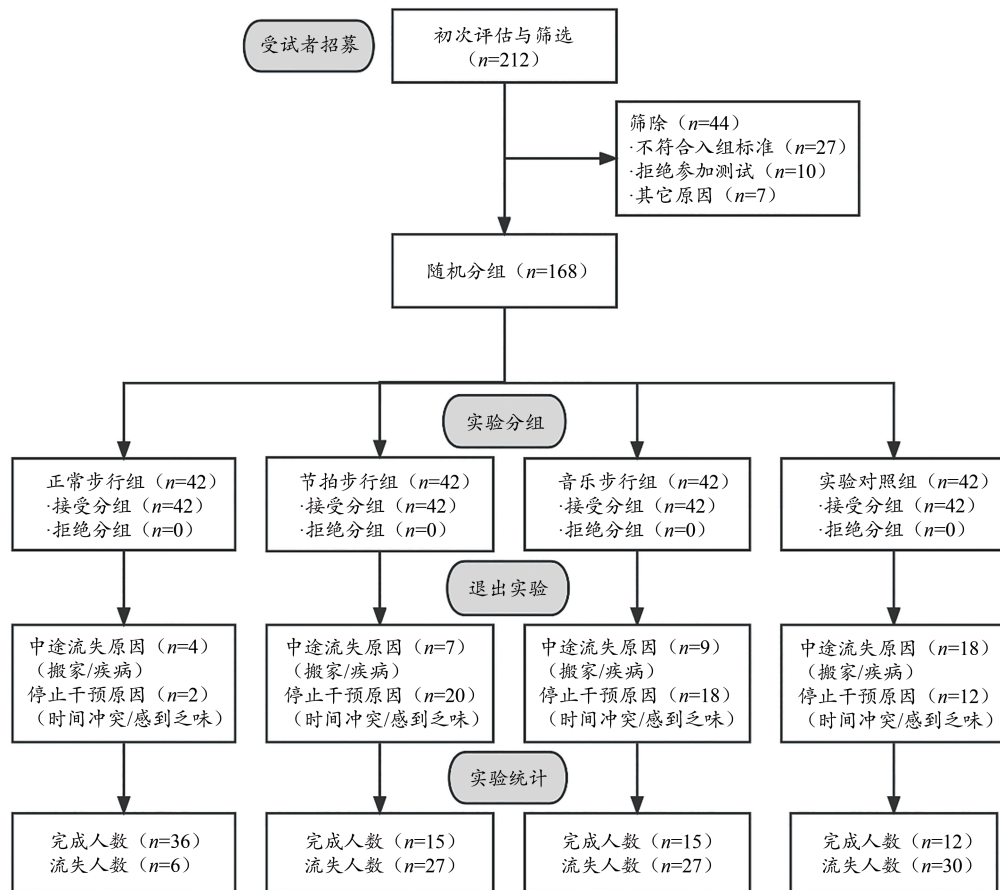 受试者招募
初次评估与筛选
（n=212）
筛除（n=44）
·不符合入组标准（n=27）
·拒绝参加测试（n=10）
·其它原因（n=7）
随机分组（n=168）
实验分组
正常步行组（n=42）
·接受分组（n=42）
·拒绝分组（n=0）
节拍步行组（n=42）
·接受分组（n=42）
·拒绝分组（n=0）
音乐步行组（n=42）
·接受分组（n=42）
·拒绝分组（n=0）
实验对照组（n=42）
·接受分组（n=42）
·拒绝分组（n=0）
退出实验
中途流失原因（n=4）
（搬家/疾病）
停止干预原因（n=2）
（时间冲突/感到乏味）
中途流失原因（n=7）
（搬家/疾病）
停止干预原因（n=20）
（时间冲突/感到乏味）
中途流失原因（n=9）
（搬家/疾病）
停止干预原因（n=18）
（时间冲突/感到乏味）
中途流失原因（n=18）
（搬家/疾病）
停止干预原因（n=12）
（时间冲突/感到乏味）
实验统计
完成人数（n=36）
流失人数（n=6）
完成人数（n=15）
流失人数（n=27）
完成人数（n=15）
流失人数（n=27）
完成人数（n=12）
流失人数（n=30）